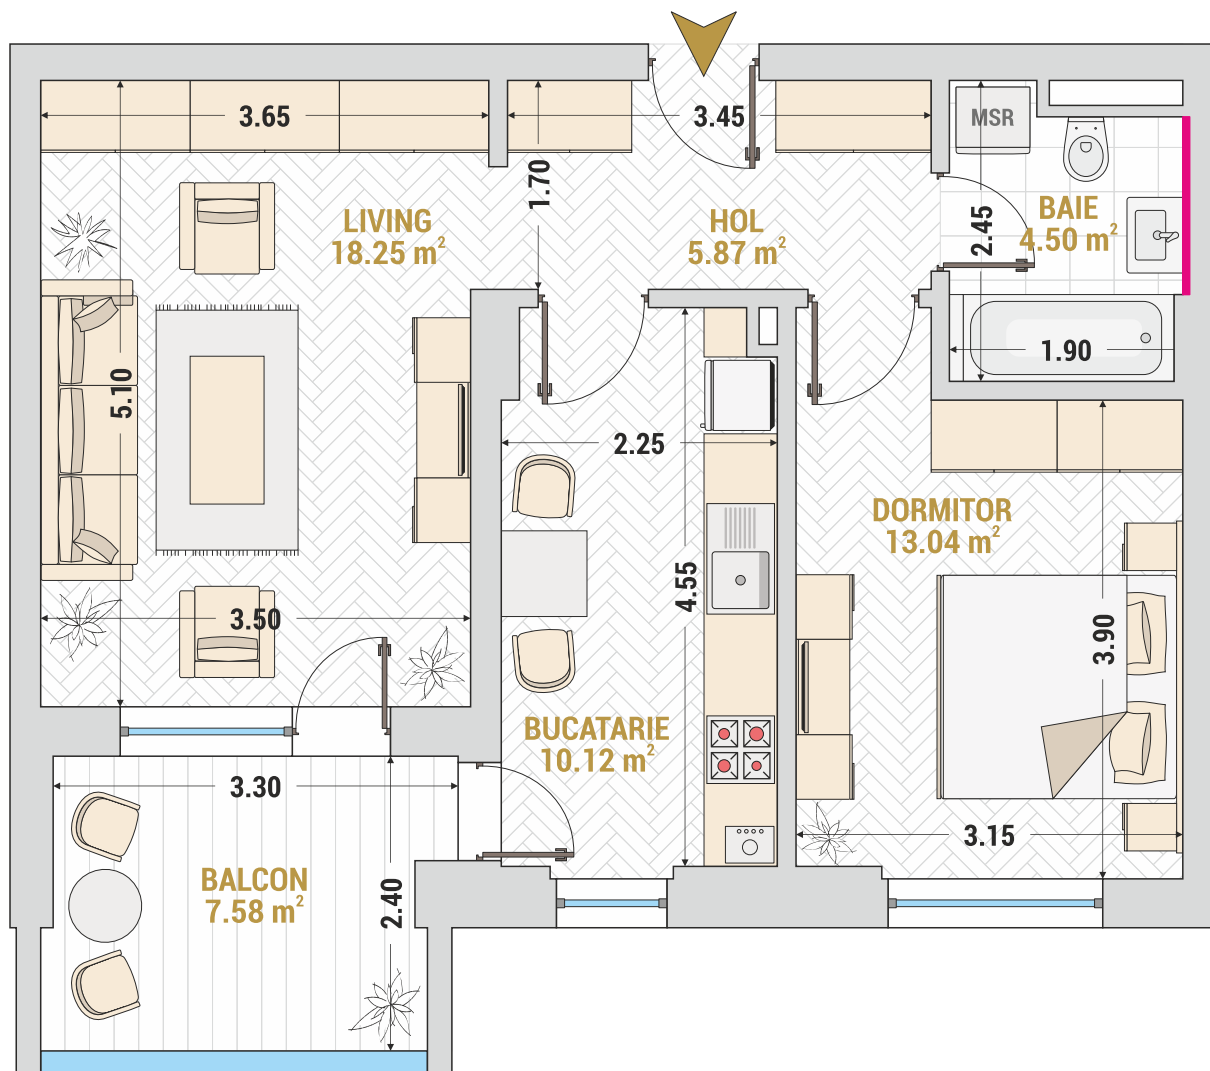 3.65
3.45
MSR
1.70
LIVING
18.25 m²
HOL
5.87 m²
2.45
BAIE
4.50 m²
1.90
5.10
2.25
DORMITOR
13.04 m²
4.55
3.50
3.90
BUCATARIE
10.12 m²
3.30
3.15
BALCON
7.58 m²
2.40